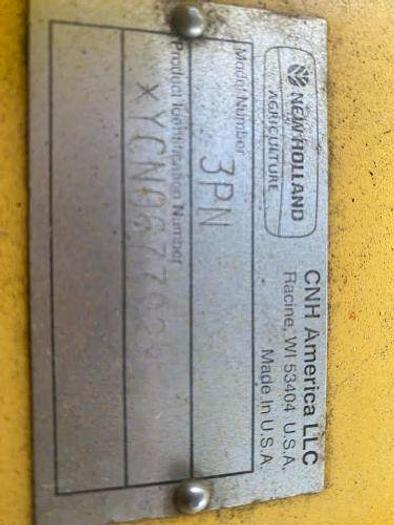 NEW HOLLAND
AGRICULTURE
CNH America LLC
Racine, WI 53404 U.S.A.
Made In U.S.A.
Model Number
3PN
Product Identification Number